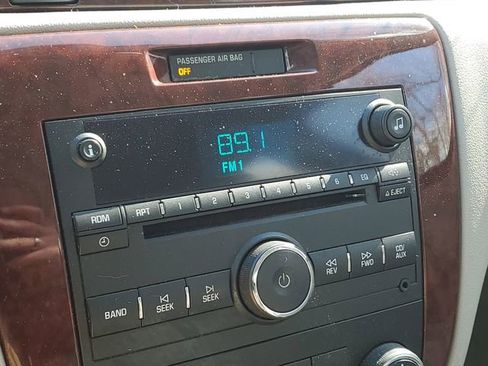 PASSENGER AIR BAG
OFF
89.1
FM1
RDM RPT 1 2 3 4 5 6 EQ
EJECT
BAND SEEK SEEK REV FWD CD/
AUX